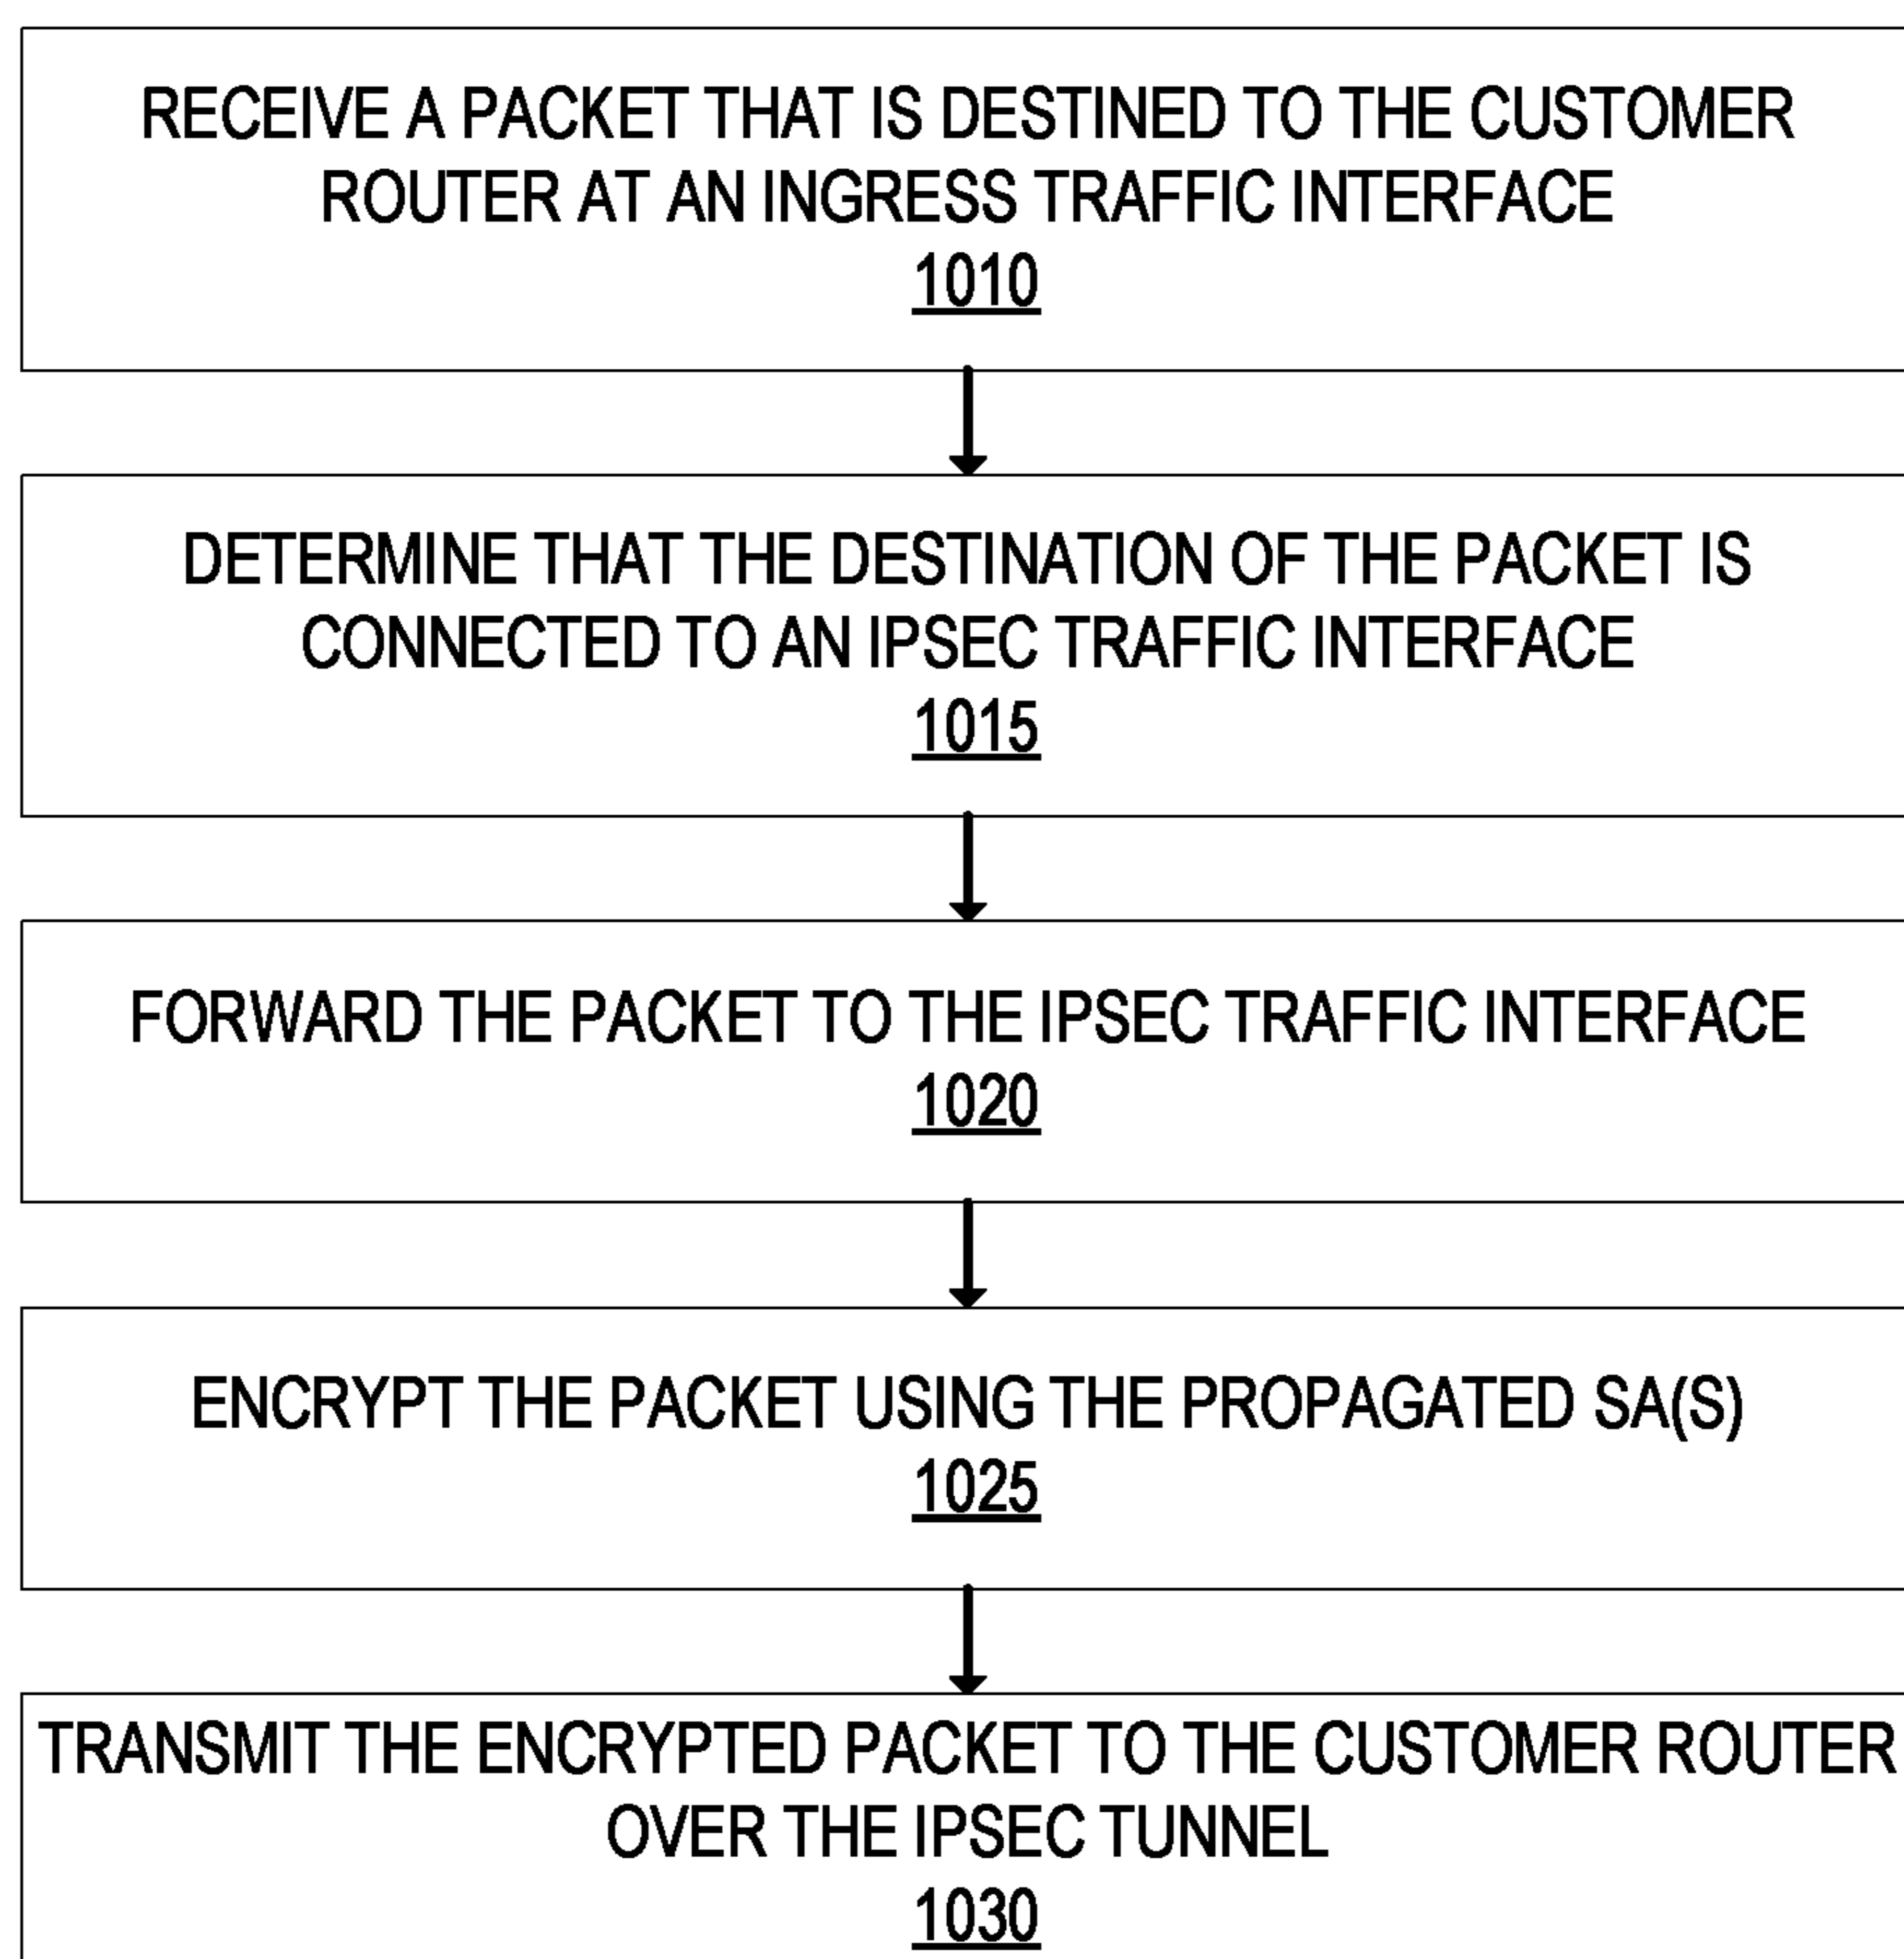 RECEIVE A PACKET THAT IS DESTINED TO THE CUSTOMER
ROUTER AT AN INGRESS TRAFFIC INTERFACE
1010
DETERMINE THAT THE DESTINATION OF THE PACKET IS
CONNECTED TO AN IPSEC TRAFFIC INTERFACE
1015
FORWARD THE PACKET TO THE IPSEC TRAFFIC INTERFACE
1020
ENCRYPT THE PACKET USING THE PROPAGATED SA(S)
1025
TRANSMIT THE ENCRYPTED PACKET TO THE CUSTOMER ROUTER
OVER THE IPSEC TUNNEL
1030